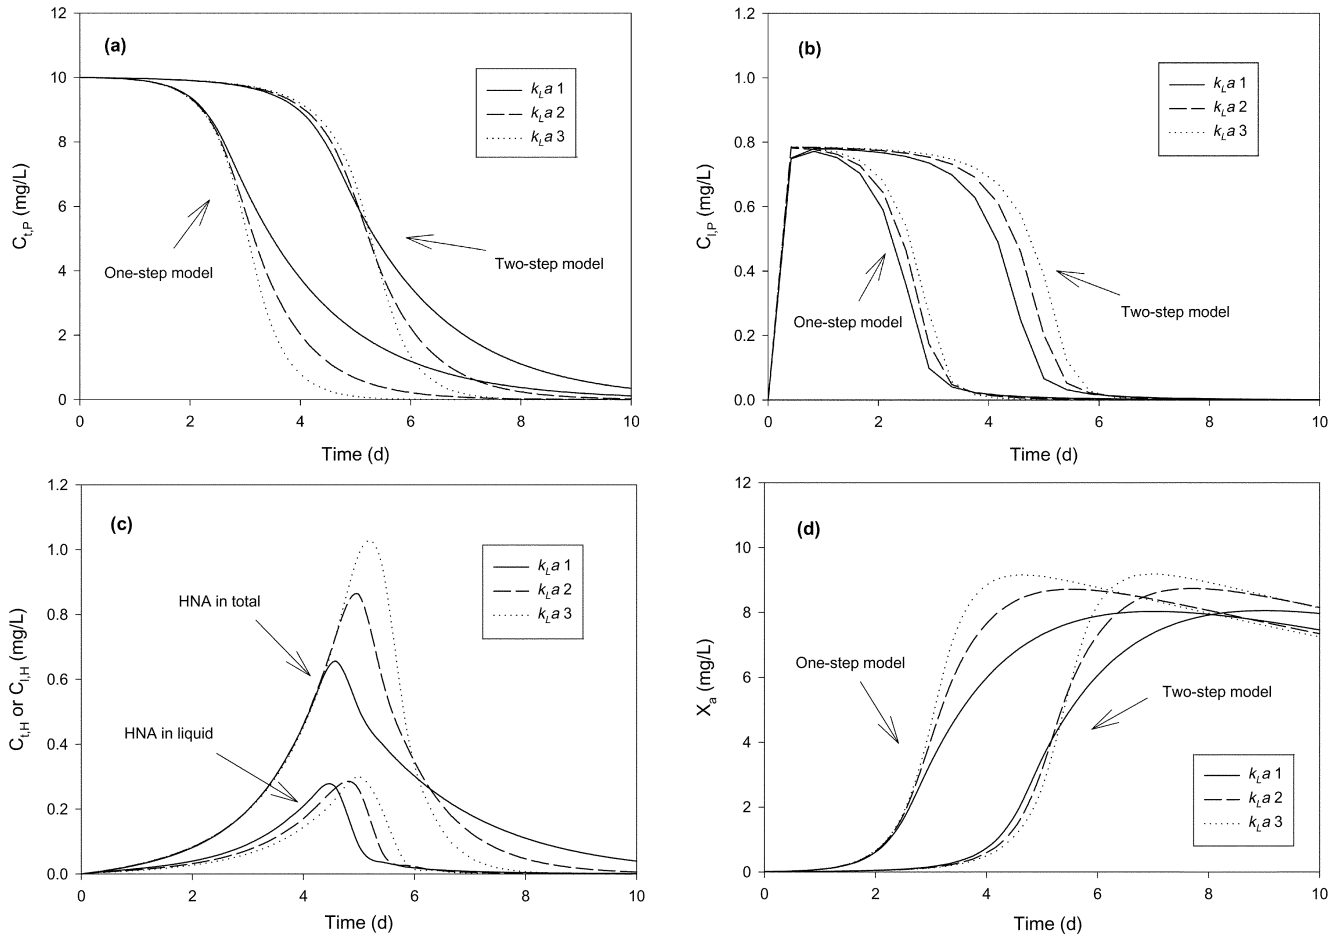 (a)
12
10
8
6
4
2
0
C_t,P (mg/L)
k_L a 1
k_L a 2
k_L a 3
One-step model
Two-step model
0 2 4 6 8 10
Time (d)
(b)
1.2
1.0
0.8
0.6
0.4
0.2
0.0
C_l,P (mg/L)
k_L a 1
k_L a 2
k_L a 3
One-step model
Two-step model
0 2 4 6 8 10
Time (d)
(c)
1.2
1.0
0.8
0.6
0.4
0.2
0.0
C_t,H or C_l,H (mg/L)
k_L a 1
k_L a 2
k_L a 3
HNA in total
HNA in liquid
0 2 4 6 8 10
Time (d)
(d)
12
10
8
6
4
2
0
X_a (mg/L)
One-step model
Two-step model
k_L a 1
k_L a 2
k_L a 3
0 2 4 6 8 10
Time (d)